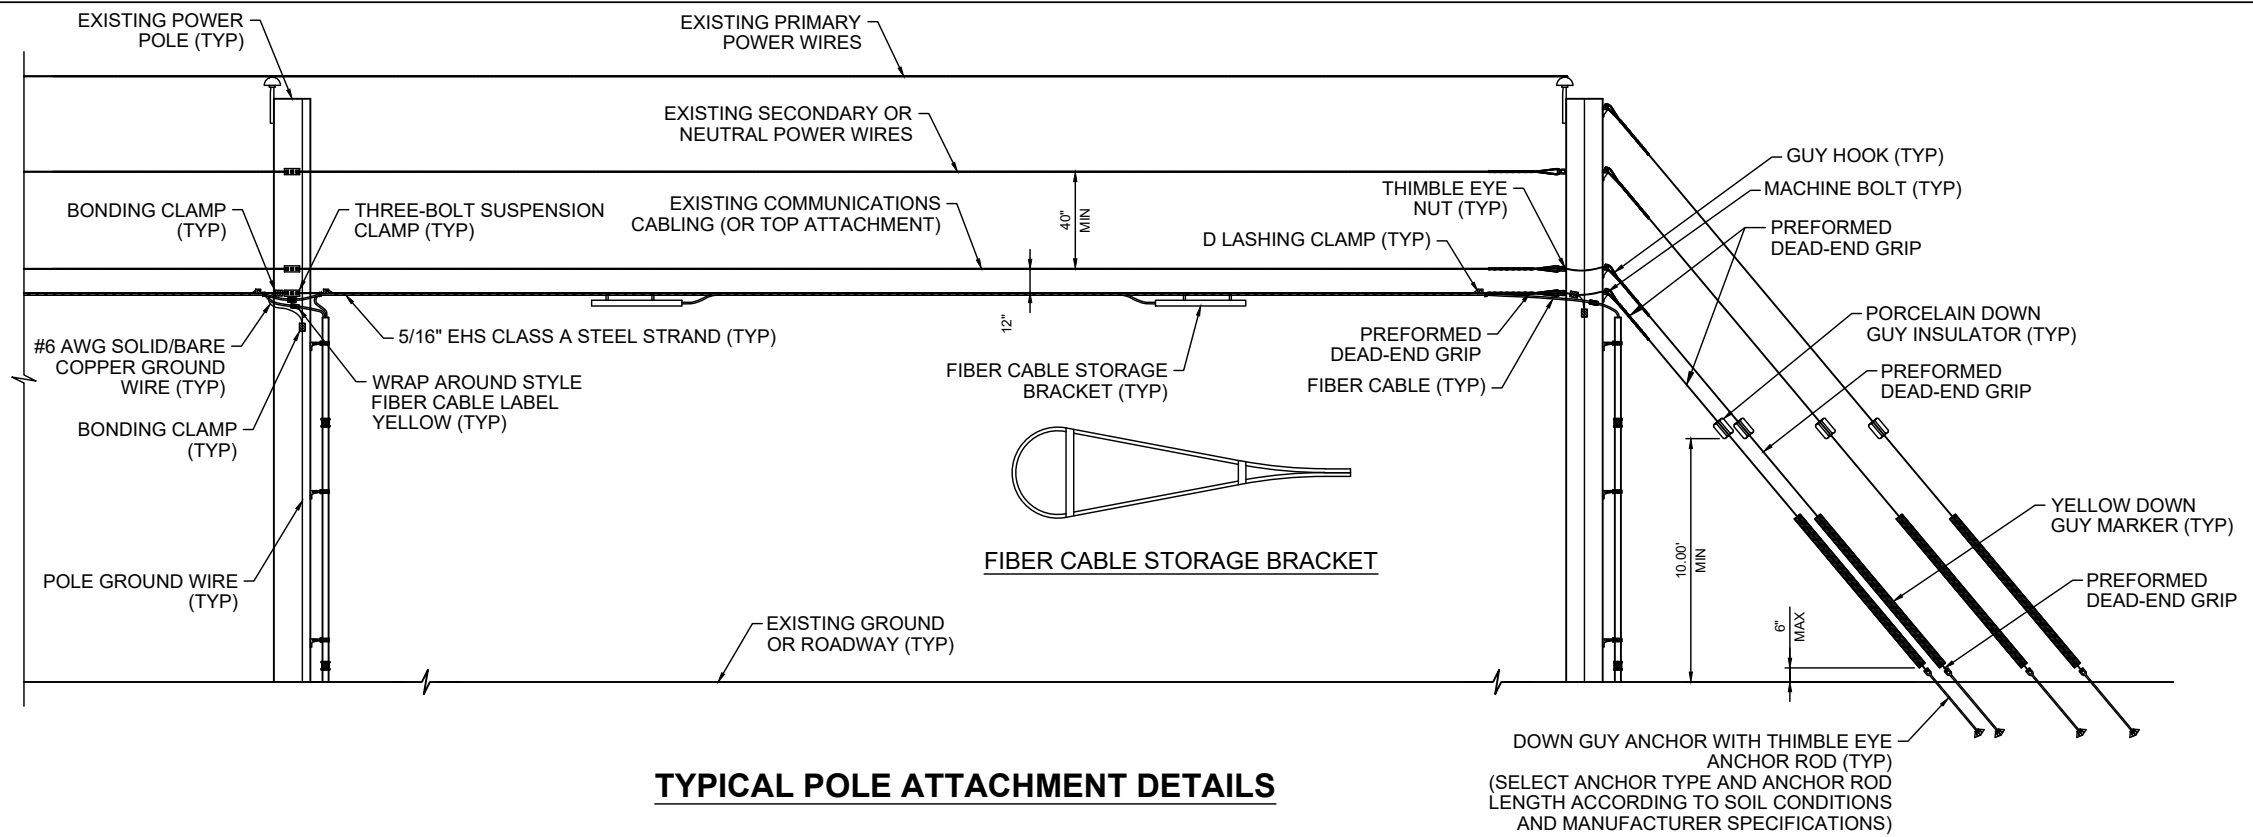 EXISTING POWER
POLE (TYP)
EXISTING PRIMARY
POWER WIRES
EXISTING SECONDARY OR
NEUTRAL POWER WIRES
GUY HOOK (TYP)
MACHINE BOLT (TYP)
THIMBLE EYE
NUT (TYP)
BONDING CLAMP
(TYP)
THREE-BOLT SUSPENSION
CLAMP (TYP)
EXISTING COMMUNICATIONS
CABLING (OR TOP ATTACHMENT)
40"
MIN
D LASHING CLAMP (TYP)
PREFORMED
DEAD-END GRIP
12"
5/16" EHS CLASS A STEEL STRAND (TYP)
PREFORMED
DEAD-END GRIP
PORCELAIN DOWN
GUY INSULATOR (TYP)
#6 AWG SOLID/BARE
COPPER GROUND
WIRE (TYP)
WRAP AROUND STYLE
FIBER CABLE LABEL
YELLOW (TYP)
FIBER CABLE STORAGE
BRACKET (TYP)
FIBER CABLE (TYP)
PREFORMED
DEAD-END GRIP
BONDING CLAMP
(TYP)
YELLOW DOWN
GUY MARKER (TYP)
FIBER CABLE STORAGE BRACKET
10.00'
MIN
POLE GROUND WIRE
(TYP)
PREFORMED
DEAD-END GRIP
EXISTING GROUND
OR ROADWAY (TYP)
6"
MAX
DOWN GUY ANCHOR WITH THIMBLE EYE
ANCHOR ROD (TYP)
(SELECT ANCHOR TYPE AND ANCHOR ROD
LENGTH ACCORDING TO SOIL CONDITIONS
AND MANUFACTURER SPECIFICATIONS)
TYPICAL POLE ATTACHMENT DETAILS